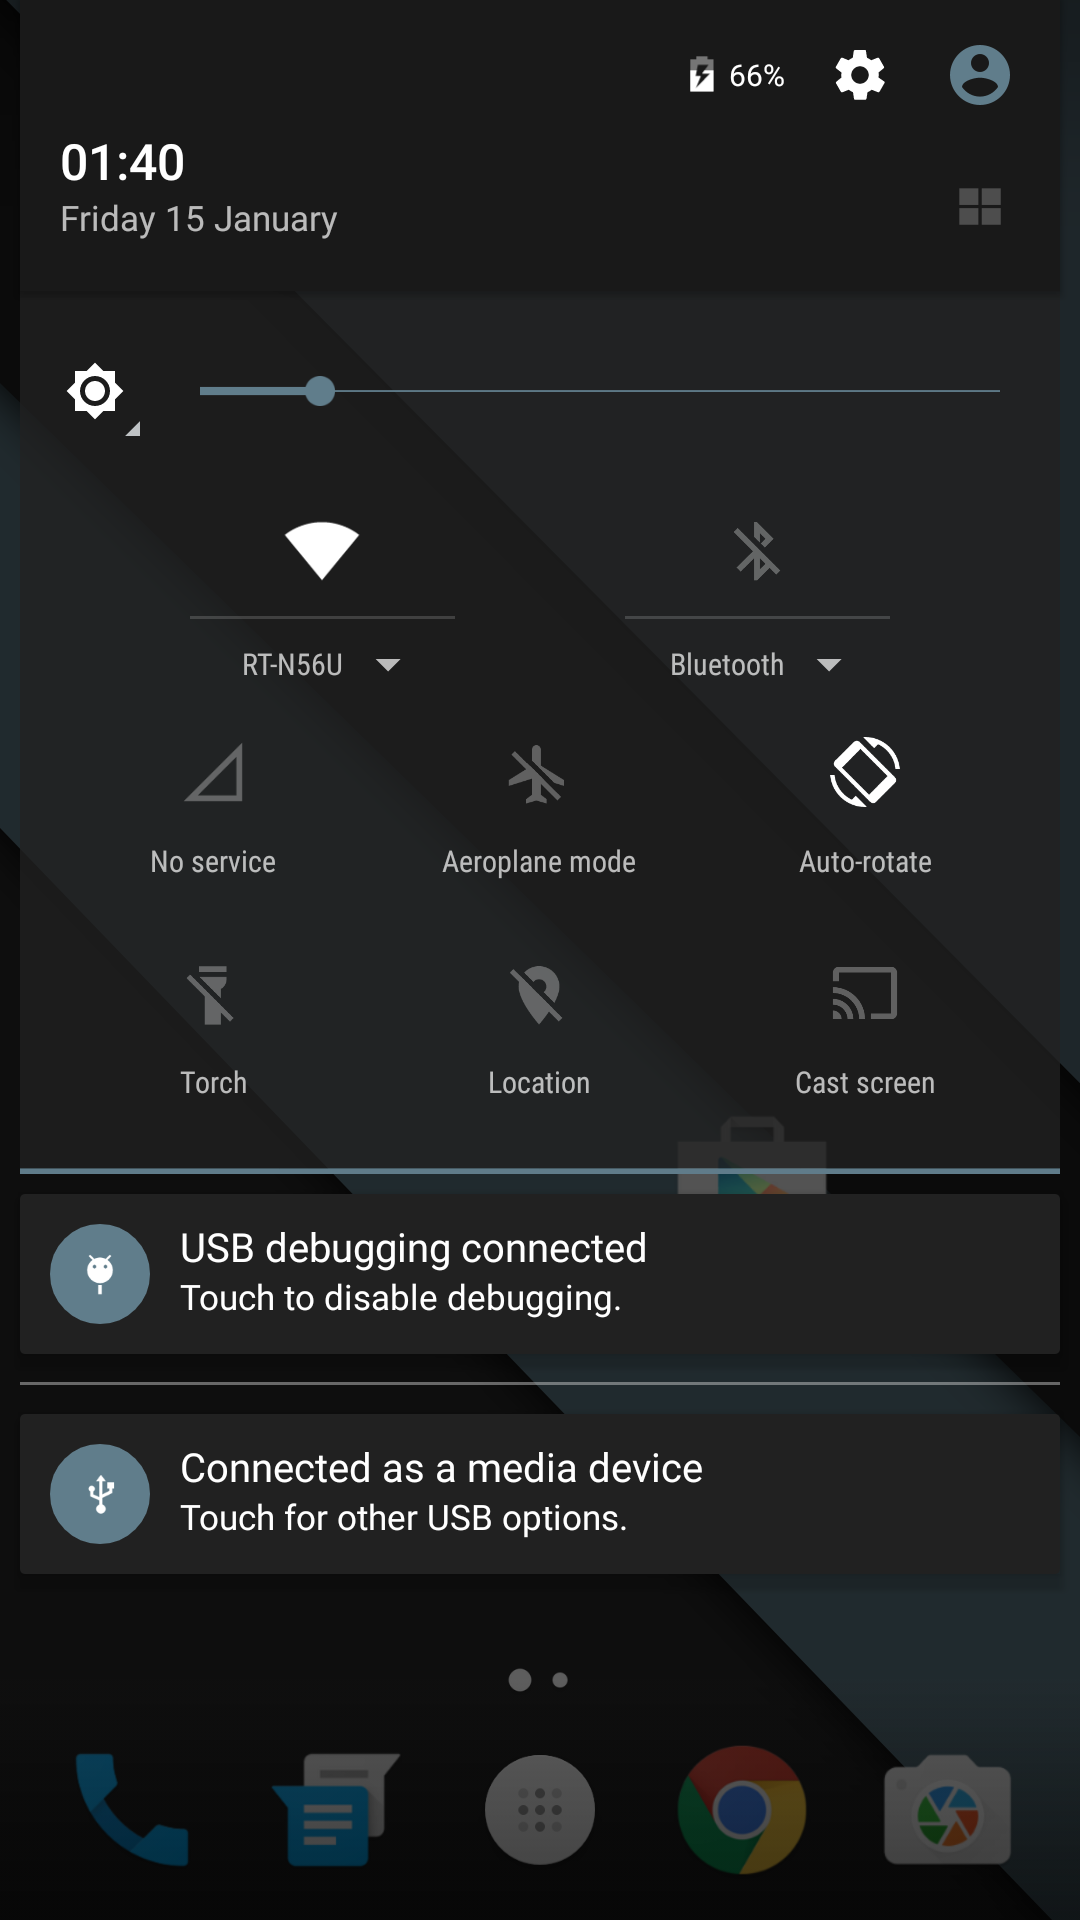 66%
01:40
Friday 15 January
RT-N56U
Bluetooth
No service
Aeroplane mode
Auto-rotate
Torch
Location
Cast screen
USB debugging connected
Touch to disable debugging.
Connected as a media device
Touch for other USB options.